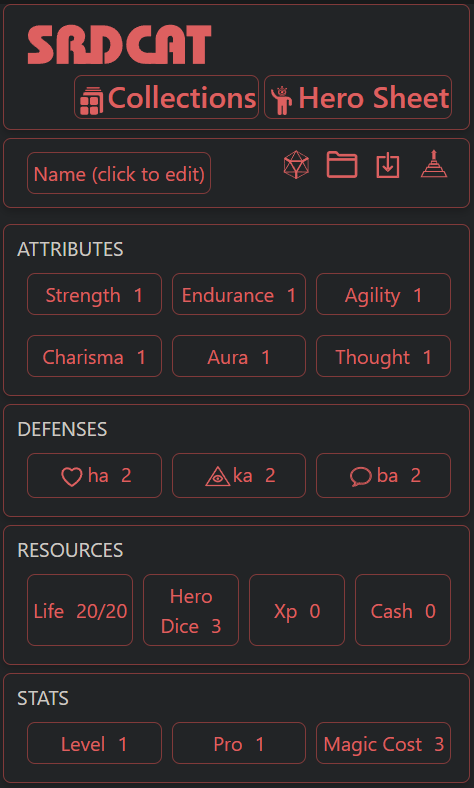 SRDCAT
Collections Hero Sheet
Name (click to edit)
ATTRIBUTES
Strength 1 Endurance 1 Agility 1
Charisma 1 Aura 1 Thought 1
DEFENSES
ha 2 ka 2 ba 2
RESOURCES
Life 20/20 Hero Dice 3 Xp 0 Cash 0
STATS
Level 1 Pro 1 Magic Cost 3